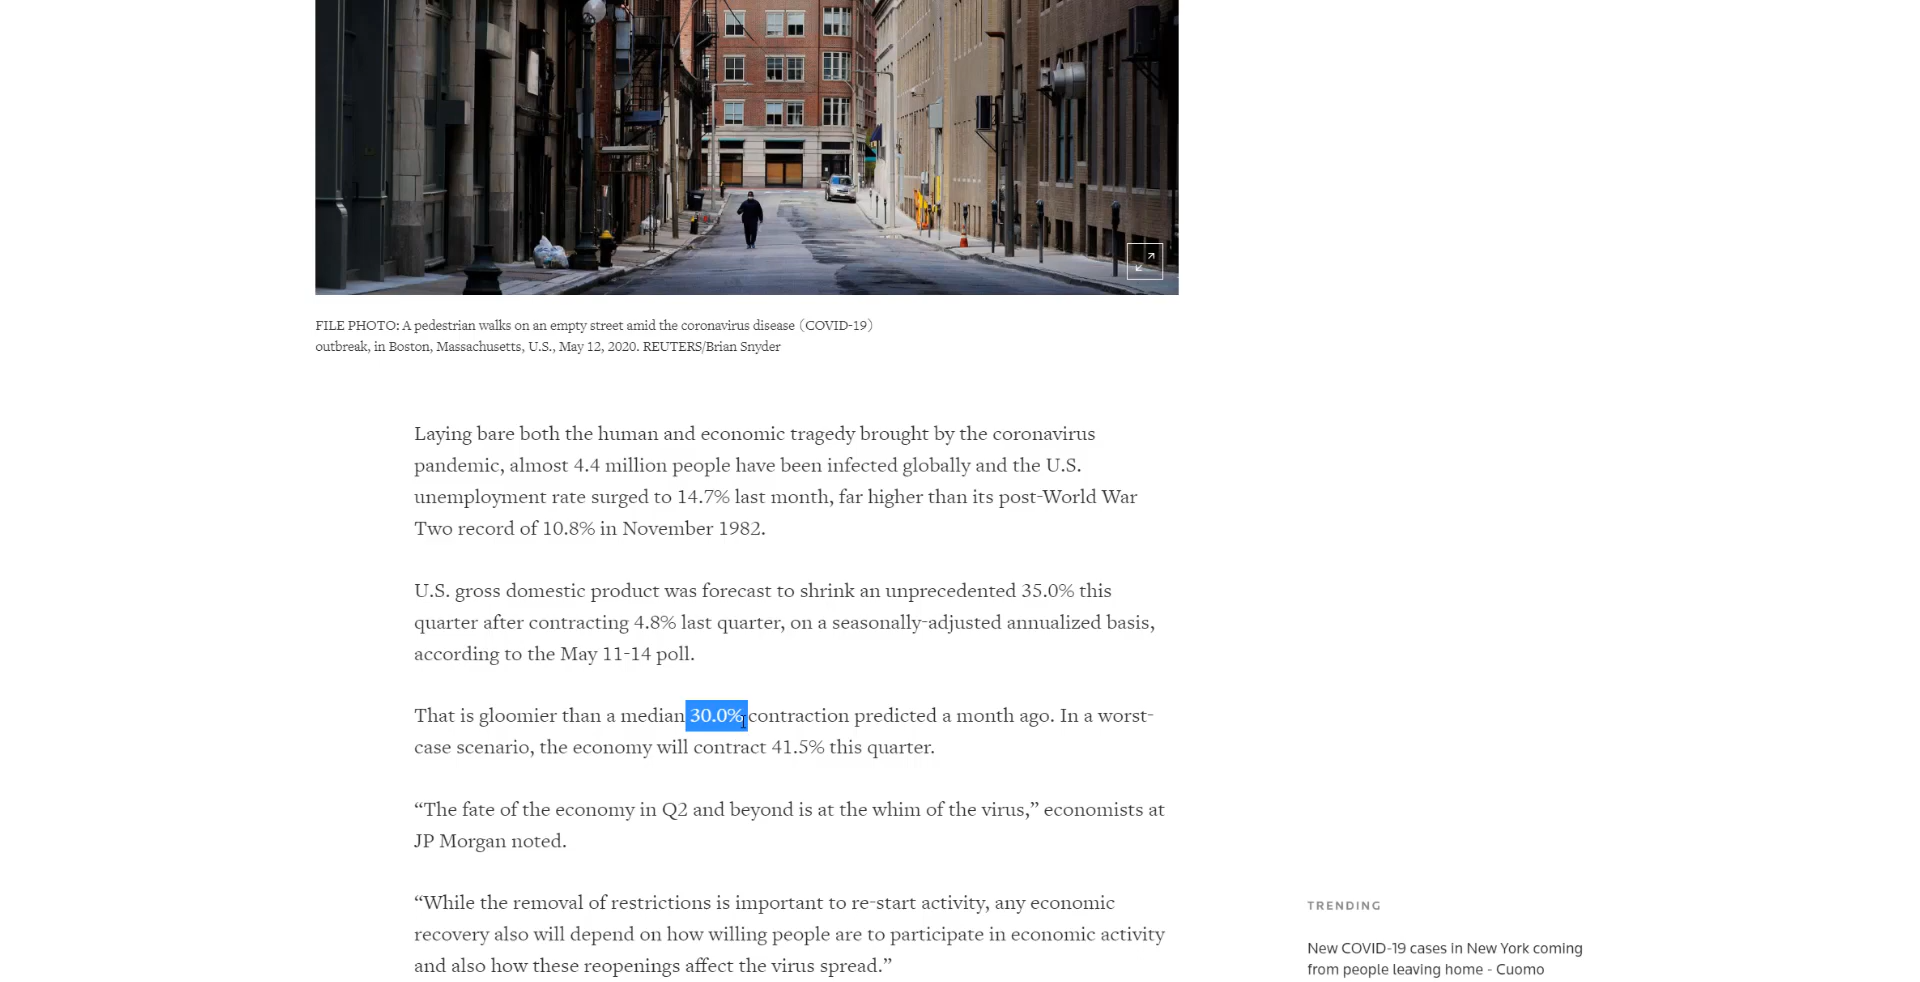 FILE PHOTO: A pedestrian walks on an empty street amid the coronavirus disease (COVID-19)
outbreak, in Boston, Massachusetts, U.S., May 12, 2020. REUTERS/Brian Snyder
Laying bare both the human and economic tragedy brought by the coronavirus
pandemic, almost 4.4 million people have been infected globally and the U.S.
unemployment rate surged to 14.7% last month, far higher than its post-World War
Two record of 10.8% in November 1982.
U.S. gross domestic product was forecast to shrink an unprecedented 35.0% this
quarter after contracting 4.8% last quarter, on a seasonally-adjusted annualized basis,
according to the May 11-14 poll.
That is gloomier than a median 30.0% contraction predicted a month ago. In a worst-
case scenario, the economy will contract 41.5% this quarter.
“The fate of the economy in Q2 and beyond is at the whim of the virus,” economists at
JP Morgan noted.
“While the removal of restrictions is important to re-start activity, any economic
recovery also will depend on how willing people are to participate in economic activity
and also how these reopenings affect the virus spread.”
TRENDING
New COVID-19 cases in New York coming
from people leaving home - Cuomo